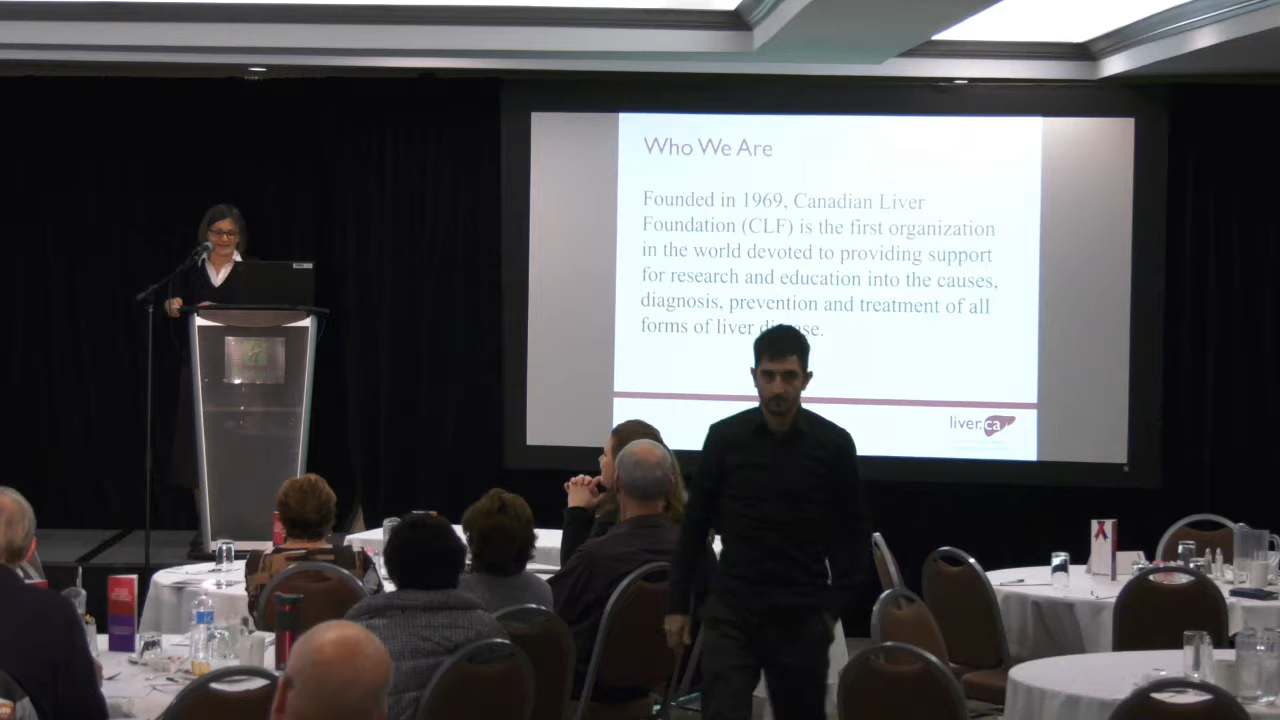 Who We Are
Founded in 1969, Canadian Liver
Foundation (CLF) is the first organization
in the world devoted to providing support
for research and education into the causes,
diagnosis, prevention and treatment of all
forms of liver
liver.ca